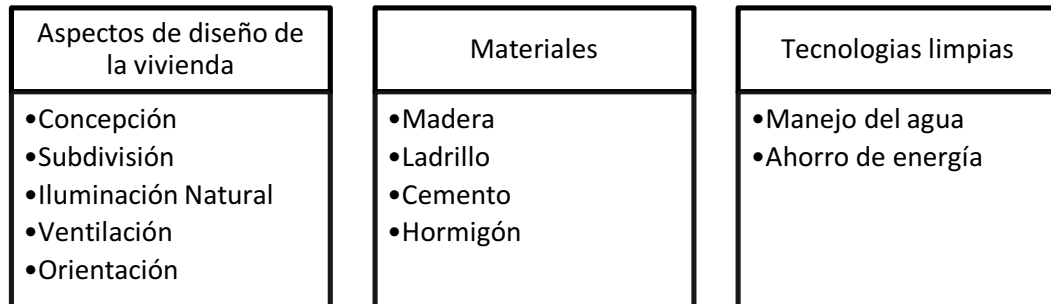 Aspectos de diseño de
la vivienda
•Concepción
•Subdivisión
•Iluminación Natural
•Ventilación
•Orientación
Materiales
•Madera
•Ladrillo
•Cemento
•Hormigón
Tecnologias limpias
•Manejo del agua
•Ahorro de energía